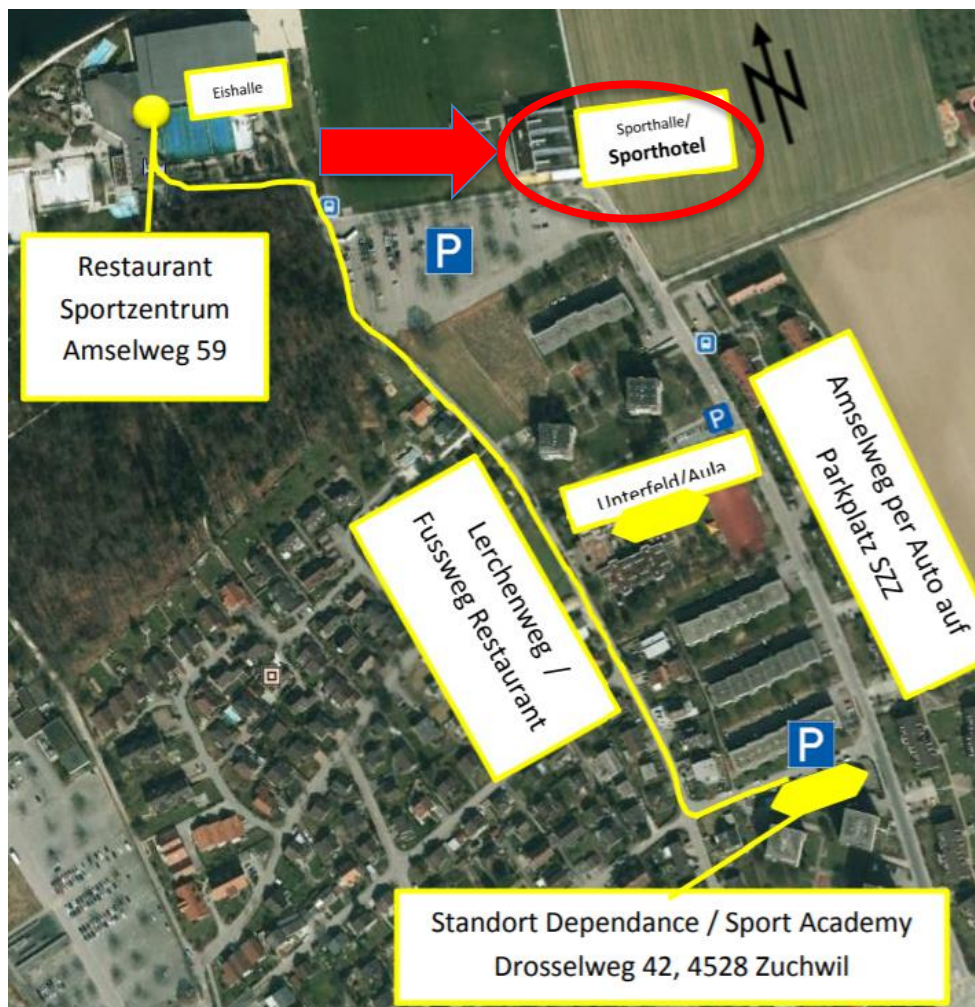 Eishalle
Sporthalle/
Sporthotel
P
Restaurant
Sportzentrum
Amselweg 59
P
Unterfeld/Aula
Amselweg per Auto auf
Parkplatz SZZ
Lerchenweg /
Fussweg Restaurant
P
Standort Dependance / Sport Academy
Drosselweg 42, 4528 Zuchwil